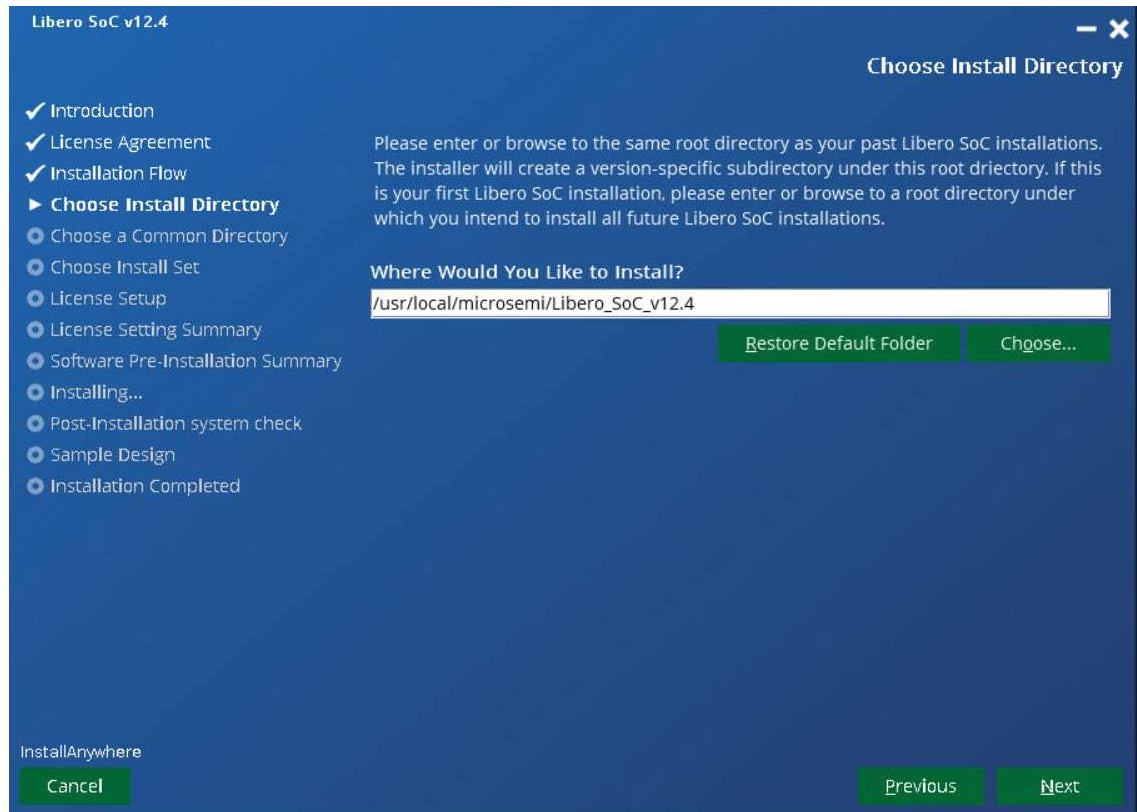 Libero SoC v12.4
Choose Install Directory
Introduction
License Agreement
Installation Flow
Choose Install Directory
Choose a Common Directory
Choose Install Set
License Setup
License Setting Summary
Software Pre-Installation Summary
Installing...
Post-Installation system check
Sample Design
Installation Completed
Please enter or browse to the same root directory as your past Libero SoC installations.
The installer will create a version-specific subdirectory under this root driectory. If this
is your first Libero SoC installation, please enter or browse to a root directory under
which you intend to install all future Libero SoC installations.
Where Would You Like to Install?
/usr/local/microsemi/Libero_SoC_v12.4
Restore Default Folder Choose...
InstallAnywhere
Cancel Previous Next